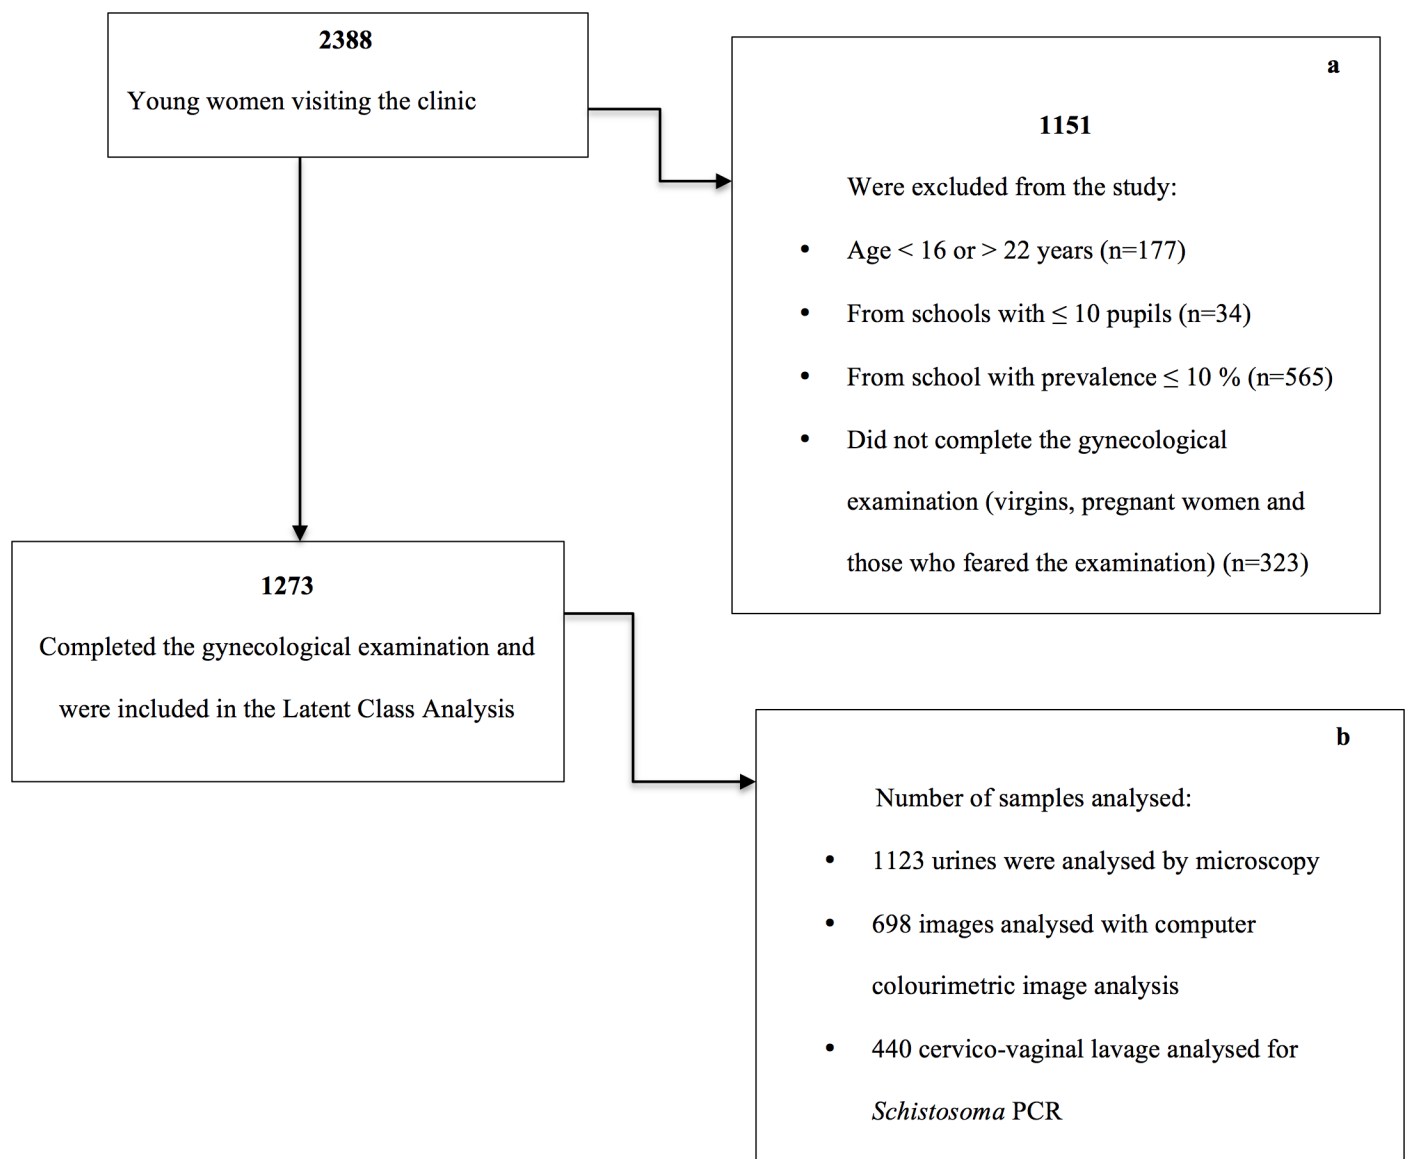 2388
Young women visiting the clinic
a
1151
Were excluded from the study:
• Age < 16 or > 22 years (n=177)
• From schools with ≤ 10 pupils (n=34)
• From school with prevalence ≤ 10 % (n=565)
• Did not complete the gynecological
examination (virgins, pregnant women and
those who feared the examination) (n=323)
1273
Completed the gynecological examination and
were included in the Latent Class Analysis
b
Number of samples analysed:
• 1123 urines were analysed by microscopy
• 698 images analysed with computer
colourimetric image analysis
• 440 cervico-vaginal lavage analysed for
Schistosoma PCR